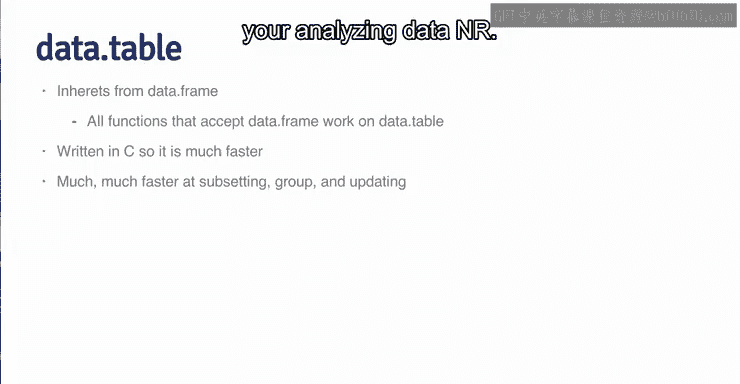 your analyzing data NR.
data.table
· Inherets from data.frame
- All functions that accept data.frame work on data.table
· Written in C so it is much faster
· Much, much faster at subsetting, group, and updating